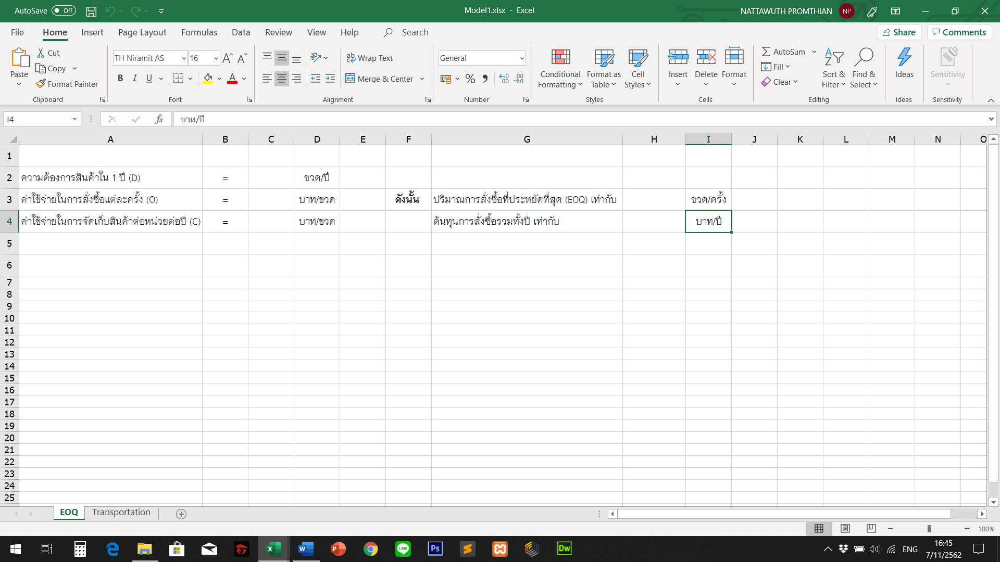 AutoSave Off
Model1.xlsx - Excel
NATTAWUTH PROMTHIAN NP
File Home Insert Page Layout Formulas Data Review View Help Search
Share Comments
Paste
Cut
Copy
Format Painter
Clipboard
TH Niramit AS 16
B I U
Font
Wrap Text
Merge & Center
Alignment
General
Number
Conditional Formatting
Format as Table
Cell Styles
Styles
Insert Delete Format
Cells
AutoSum
Fill
Clear
Sort & Filter
Find & Select
Editing
Ideas
Ideas
Sensitivity
Sensitivity
I4 fx บาท/ปี
A B C D E F G H I J K L M N O
1
2 ความต้องการสินค้าใน 1 ปี (D) = ขวด/ปี
3 ค่าใช้จ่ายในการสั่งซื้อแต่ละครั้ง (O) = บาท/ขวด ดังนั้น ปริมาณการสั่งซื้อที่ประหยัดที่สุด (EOQ) เท่ากับ ขวด/ครั้ง
4 ค่าใช้จ่ายในการจัดเก็บสินค้าต่อหน่วยต่อปี (C) = บาท/ขวด ต้นทุนการสั่งซื้อรวมทั้งปี เท่ากับ บาท/ปี
5
6
7
8
9
10
11
12
13
14
15
16
17
18
19
20
21
22
23
24
25
EOQ Transportation
100%
ENG
16:45
7/11/2562